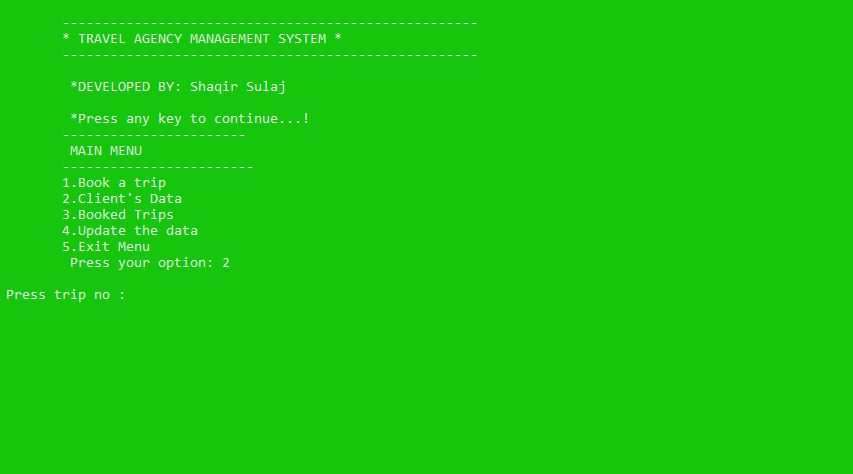 ----------------------------------------------------
* TRAVEL AGENCY MANAGEMENT SYSTEM *
----------------------------------------------------
*DEVELOPED BY: Shaqir Sulaj
*Press any key to continue...!
-----------------------
MAIN MENU
------------------------
1.Book a trip
2.Client's Data
3.Booked Trips
4.Update the data
5.Exit Menu
Press your option: 2
Press trip no :